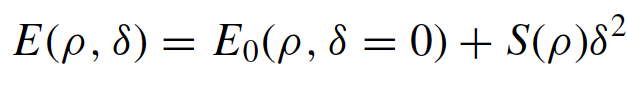 E(ρ, δ) = E₀(ρ, δ = 0) + S(ρ)δ²